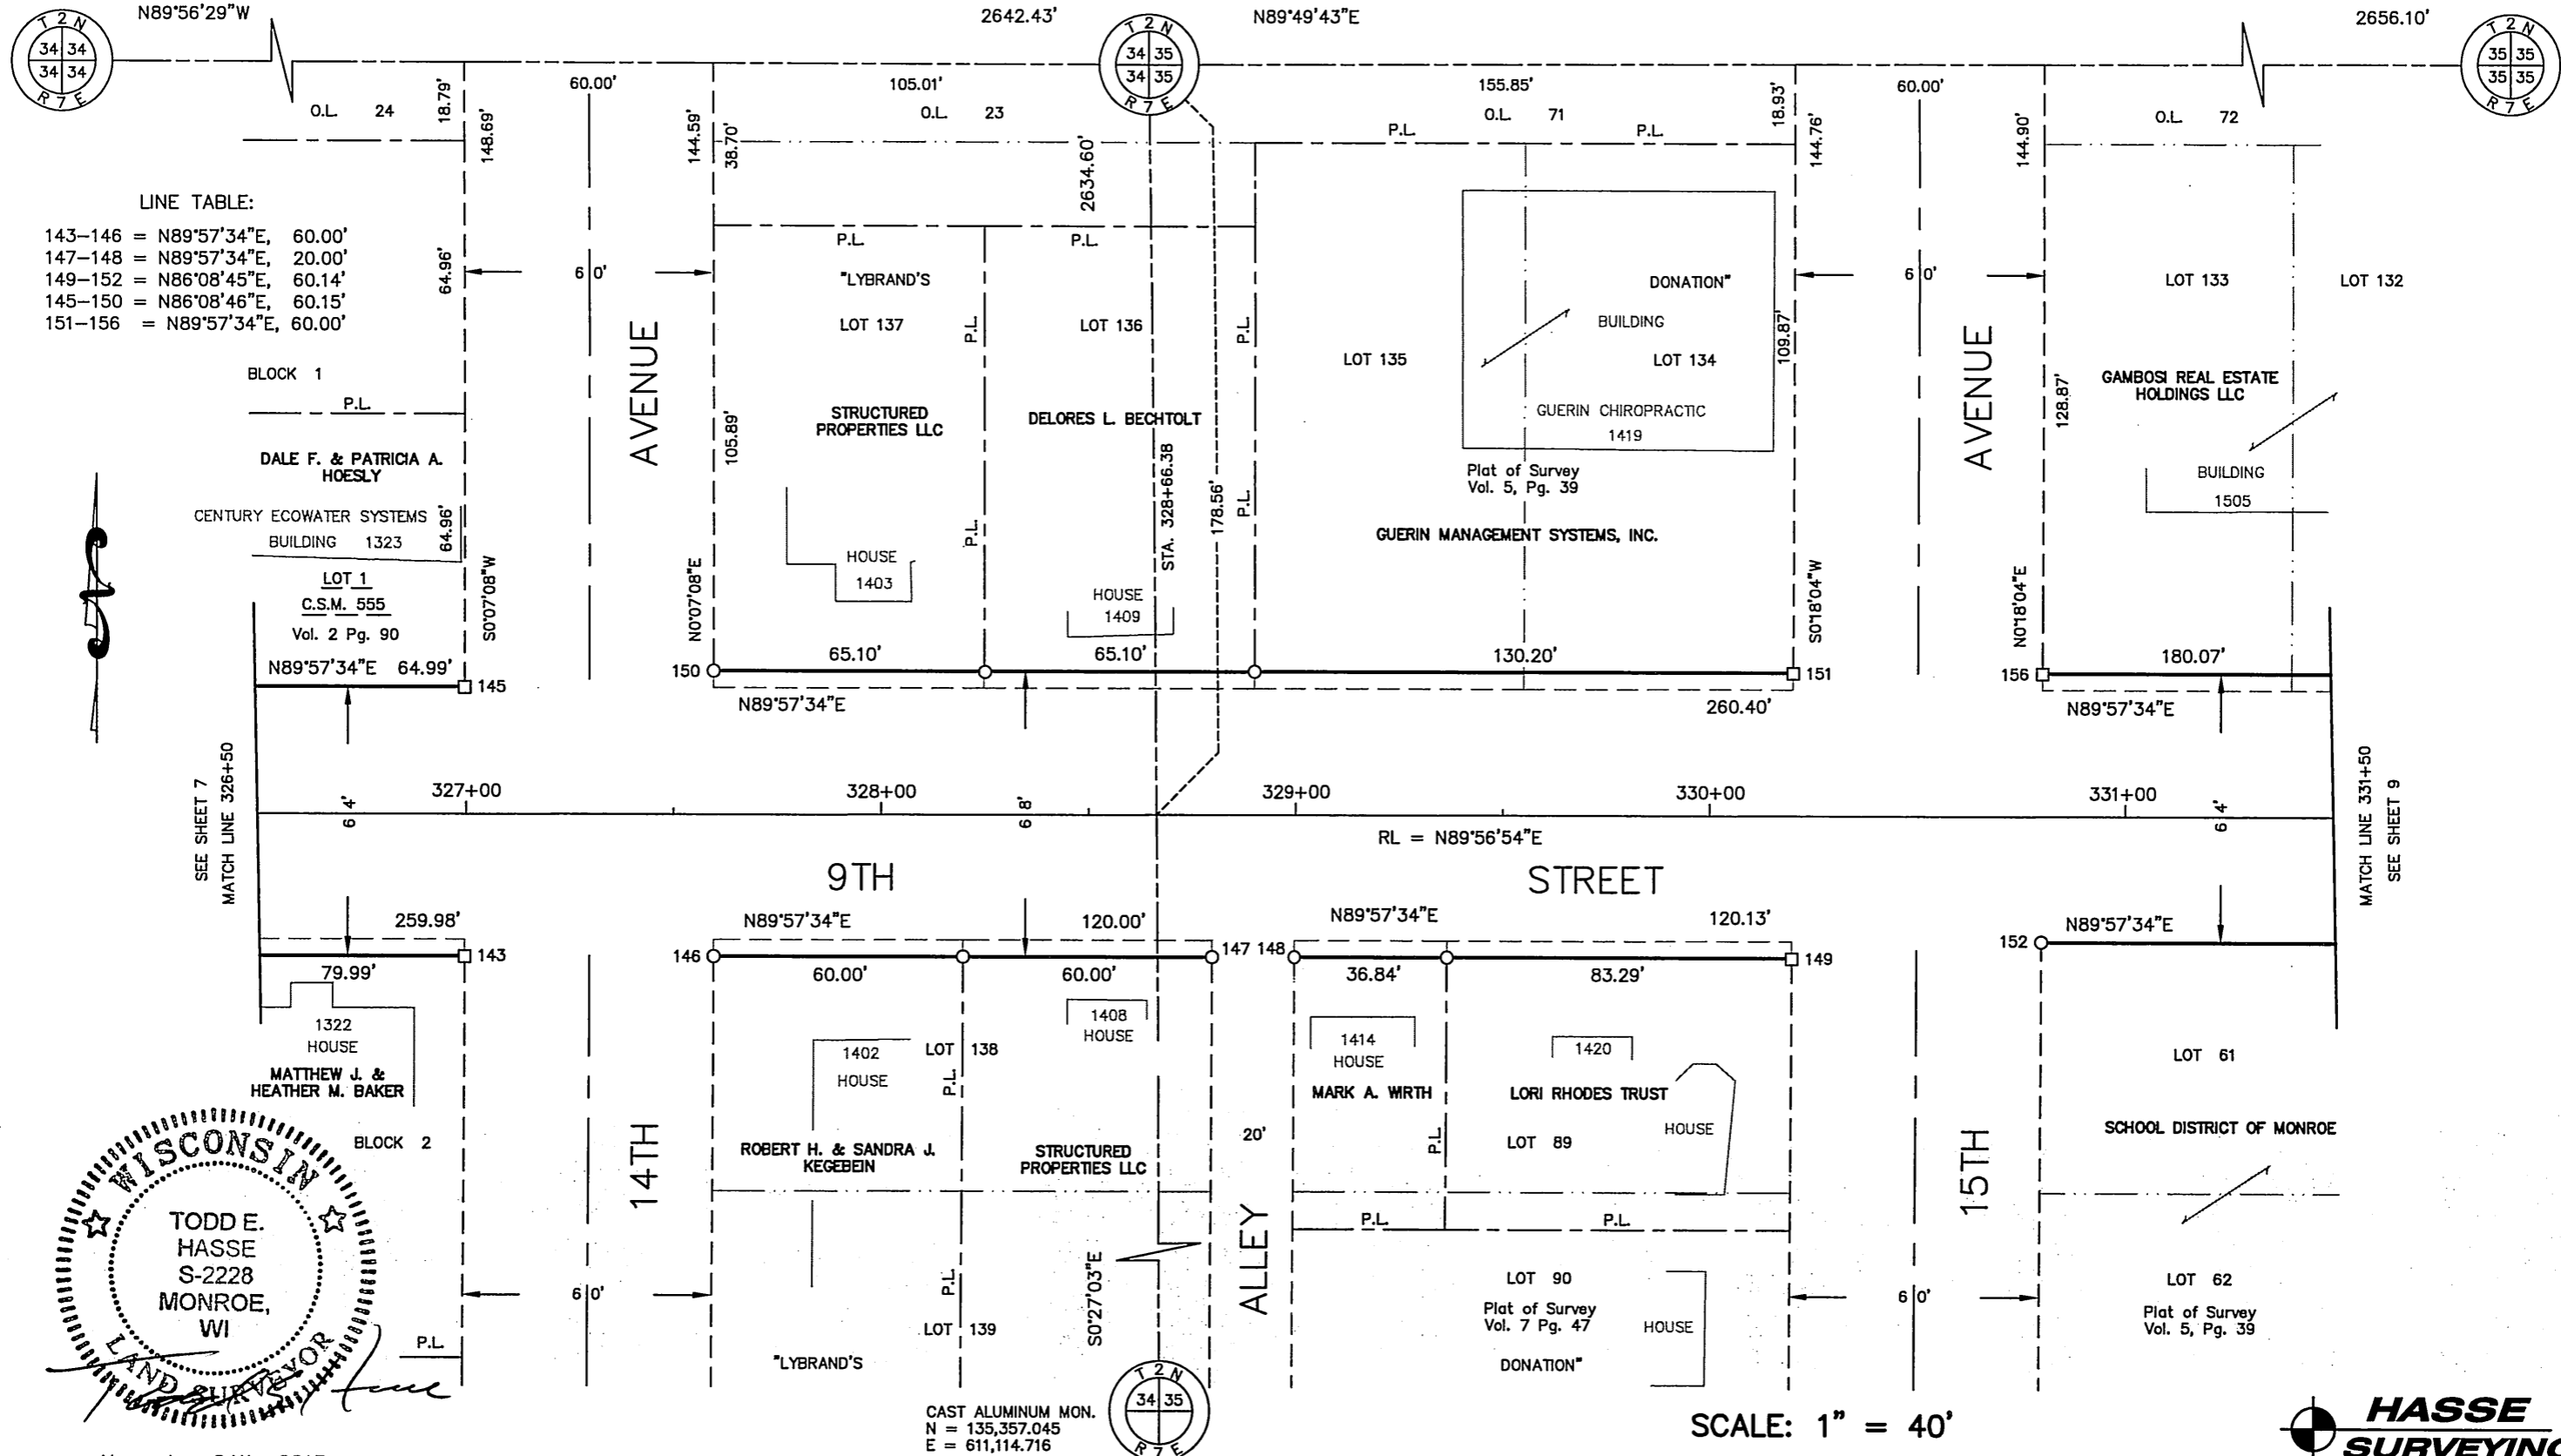 N89°56'29"W
2642.43'
N89°49'43"E
2656.10'
T 2 N
34 34
34 34
R 7 E
T 2 N
34 35
34 35
R 7 E
T 2 N
35 35
35 35
R 7 E
O.L. 24
18.79'
148.69'
60.00'
144.59'
38.70'
105.01'
O.L. 23
2634.60'
155.85'
O.L. 71
P.L.
P.L.
18.93'
144.76'
60.00'
144.90'
O.L. 72
LINE TABLE:
143-146 = N89°57'34"E, 60.00'
147-148 = N89°57'34"E, 20.00'
149-152 = N86°08'45"E, 60.14'
145-150 = N86°08'46"E, 60.15'
151-156 = N89°57'34"E, 60.00'
64.96'
60'
P.L.
P.L.
"LYBRAND'S
DONATION"
60'
LOT 133
LOT 132
LOT 137
P.L.
LOT 136
P.L.
BUILDING
LOT 135
LOT 134
109.87'
BLOCK 1
P.L.
AVENUE
105.89'
STRUCTURED
PROPERTIES LLC
DELORES L. BECHTOLT
GUERIN CHIROPRACTIC
1419
AVENUE
128.87'
GAMBOSI REAL ESTATE
HOLDINGS LLC
DALE F. & PATRICIA A.
HOESLY
CENTURY ECOWATER SYSTEMS
BUILDING 1323
64.96'
P.L.
STA. 328+66.38
178.56'
P.L.
Plat of Survey
Vol. 5, Pg. 39
BUILDING
1505
GUERIN MANAGEMENT SYSTEMS, INC.
LOT 1
C.S.M. 555
Vol. 2 Pg. 90
S0°07'08"W
N0°07'08"E
HOUSE
1403
HOUSE
1409
S0°18'04"W
N0°18'04"E
N89°57'34"E 64.99'
145
150
65.10'
65.10'
130.20'
151
156
180.07'
N89°57'34"E
260.40'
N89°57'34"E
SEE SHEET 7
MATCH LINE 326+50
64'
327+00
328+00
68'
329+00
330+00
331+00
64'
MATCH LINE 331+50
SEE SHEET 9
RL = N89°56'54"E
9TH
STREET
259.98'
N89°57'34"E
120.00'
N89°57'34"E
120.13'
N89°57'34"E
143
146
147
148
149
152
79.99'
60.00'
60.00'
36.84'
83.29'
1322
HOUSE
MATTHEW J. &
HEATHER M. BAKER
BLOCK 2
1402
HOUSE
LOT 138
P.L.
1408
HOUSE
1414
HOUSE
MARK A. WIRTH
1420
LORI RHODES TRUST
HOUSE
LOT 89
LOT 61
SCHOOL DISTRICT OF MONROE
14TH
ROBERT H. & SANDRA J.
KEGEBEIN
STRUCTURED
PROPERTIES LLC
20'
P.L.
15TH
P.L.
P.L.
WISCONSIN
TODD E.
HASSE
S-2228
MONROE,
WI
LAND SURVEYOR
P.L.
60'
P.L.
LOT 139
"LYBRAND'S
S0°27'03"E
ALLEY
LOT 90
Plat of Survey
Vol. 7 Pg. 47
DONATION"
HOUSE
60'
LOT 62
Plat of Survey
Vol. 5, Pg. 39
CAST ALUMINUM MON.
N = 135,357.045
E = 611,114.716
T 2 N
34 35
R 7 E
SCALE: 1" = 40'
HASSE
SURVEYING